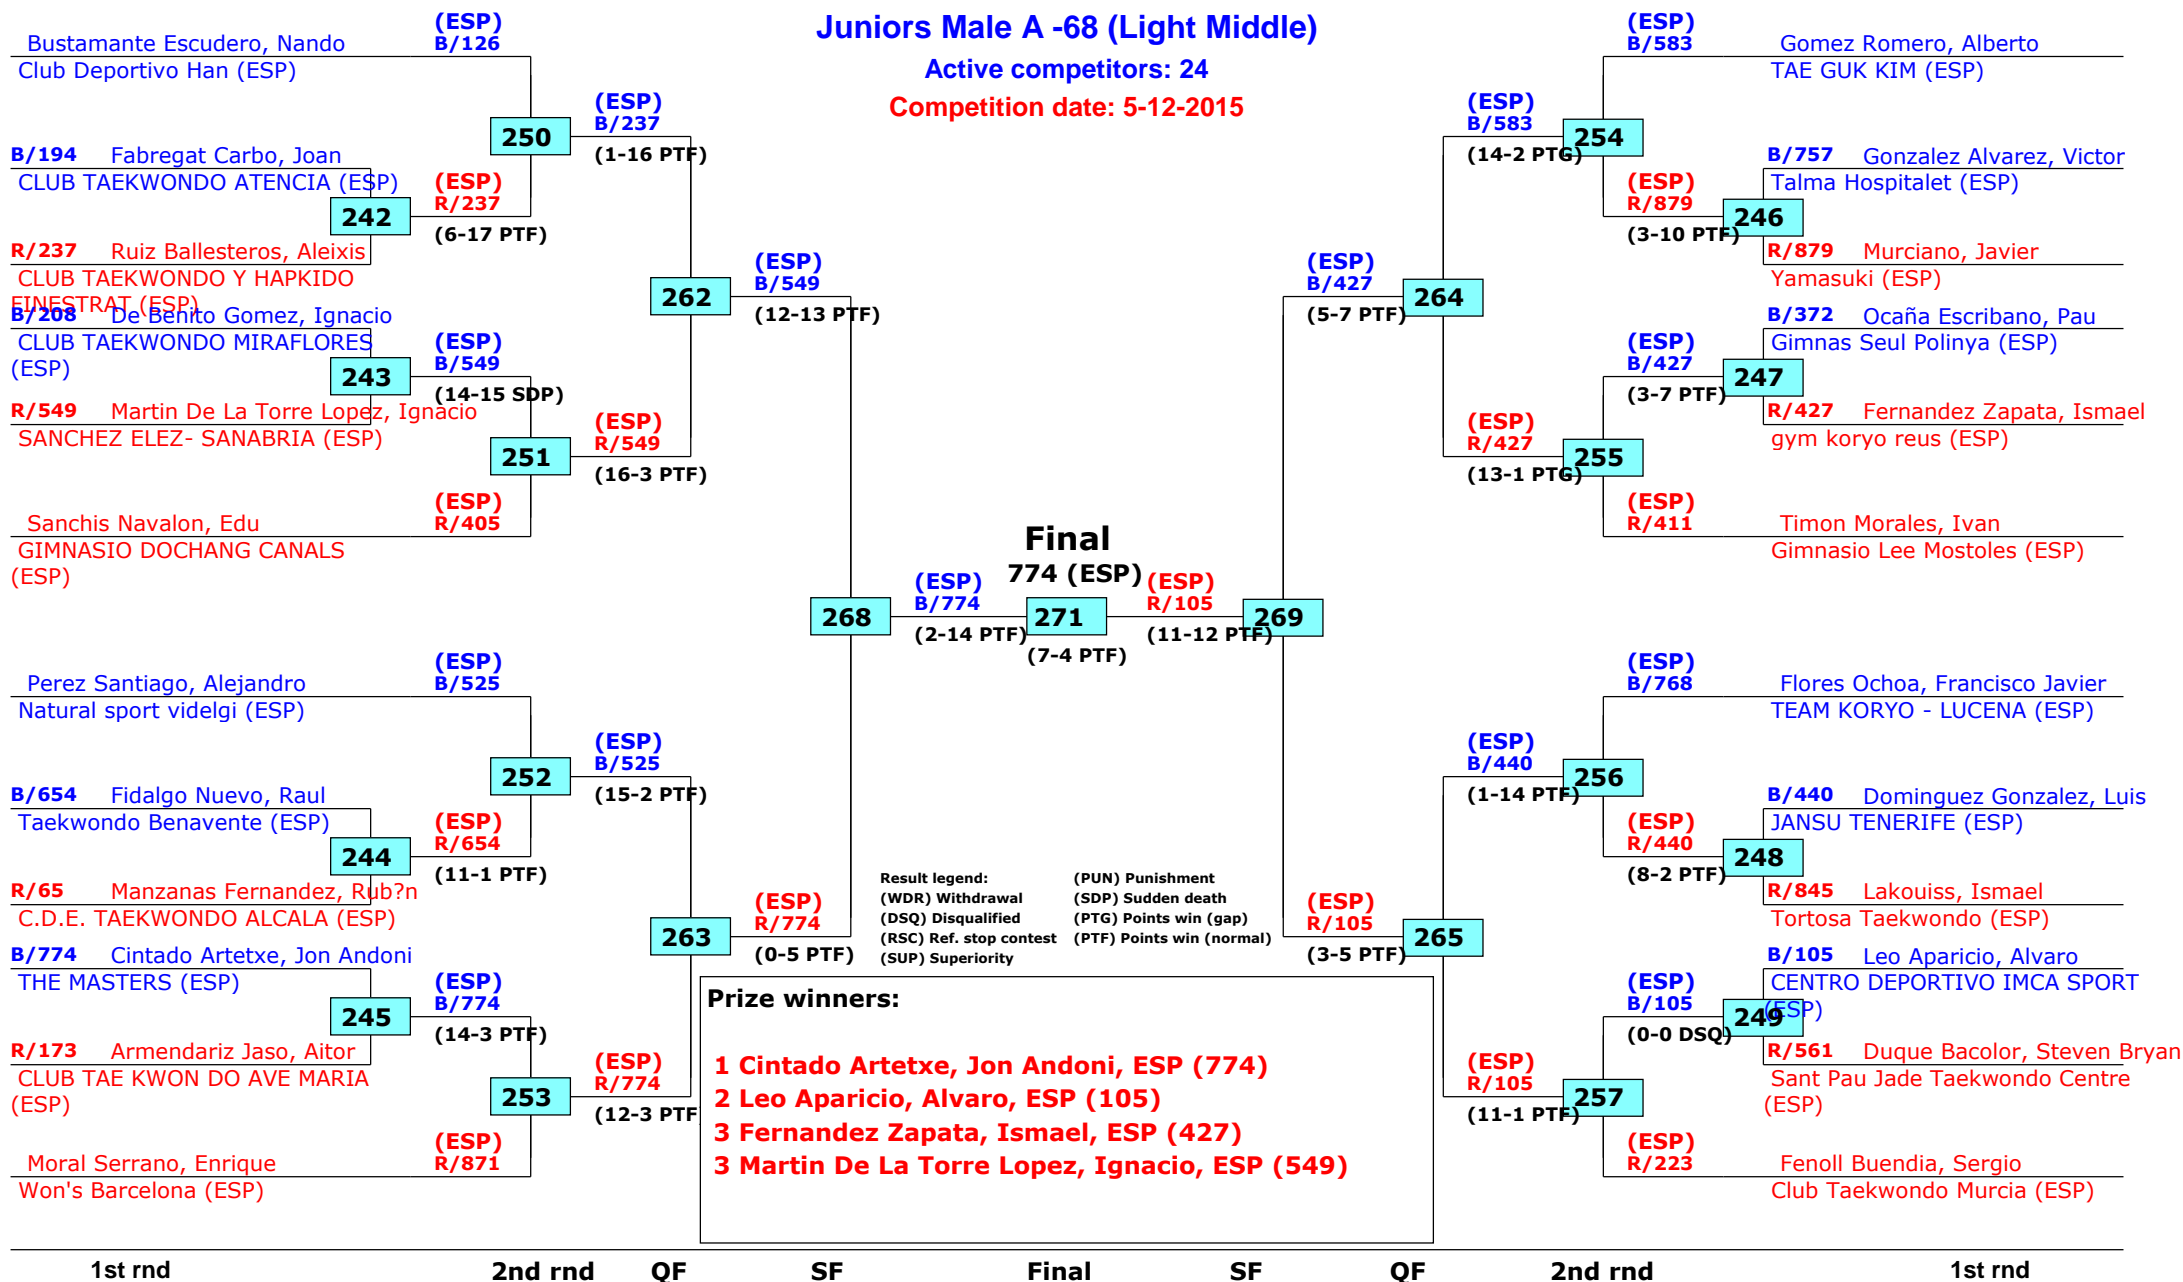 Juniors Male A -68 (Light Middle)
Active competitors: 24
Competition date: 5-12-2015
(ESP)
B/126
Bustamante Escudero, Nando
Club Deportivo Han (ESP)
B/194 Fabregat Carbo, Joan
CLUB TAEKWONDO ATENCIA (ESP)
242
R/237 Ruiz Ballesteros, Aleixis
CLUB TAEKWONDO Y HAPKIDO
FINESTRAT (ESP)
B/208 De Benito Gomez, Ignacio
CLUB TAEKWONDO MIRAFLORES
(ESP)
243
R/549 Martin De La Torre Lopez, Ignacio
SANCHEZ ELEZ- SANABRIA (ESP)
Sanchis Navalon, Edu
GIMNASIO DOCHANG CANALS
(ESP)
(ESP)
R/405
Perez Santiago, Alejandro
Natural sport videlgi (ESP)
(ESP)
B/525
B/654 Fidalgo Nuevo, Raul
Taekwondo Benavente (ESP)
244
R/65 Manzanas Fernandez, Rub?n
C.D.E. TAEKWONDO ALCALA (ESP)
B/774 Cintado Artetxe, Jon Andoni
THE MASTERS (ESP)
245
R/173 Armendariz Jaso, Aitor
CLUB TAE KWON DO AVE MARIA
(ESP)
Moral Serrano, Enrique
Won's Barcelona (ESP)
(ESP)
R/871
(ESP)
R/237
(6-17 PTF)
250
(ESP)
B/549
(14-15 SDP)
251
(ESP)
R/654
(11-1 PTF)
252
(ESP)
B/774
(14-3 PTF)
253
(ESP)
B/237
(1-16 PTF)
262
(ESP)
R/549
(16-3 PTF)
(ESP)
B/525
(15-2 PTF)
263
(ESP)
R/774
(12-3 PTF)
(ESP)
B/549
(12-13 PTF)
268
(ESP)
R/774
(0-5 PTF)
(ESP)
B/774
(2-14 PTF)
Final
774 (ESP)
271
(7-4 PTF)
(ESP)
R/105
(11-12 PTF)
269
(ESP)
B/427
(5-7 PTF)
264
(ESP)
R/105
(3-5 PTF)
265
(ESP)
B/583
(14-2 PTG)
254
(ESP)
R/427
(13-1 PTG)
255
(ESP)
B/440
(1-14 PTF)
256
(ESP)
R/105
(11-1 PTF)
257
(ESP)
B/583
Gomez Romero, Alberto
TAE GUK KIM (ESP)
(ESP)
R/879
(3-10 PTF)
246
B/757 Gonzalez Alvarez, Victor
Talma Hospitalet (ESP)
R/879 Murciano, Javier
Yamasuki (ESP)
(ESP)
B/427
(3-7 PTF)
247
B/372 Ocaña Escribano, Pau
Gimnas Seul Polinya (ESP)
R/427 Fernandez Zapata, Ismael
gym koryo reus (ESP)
(ESP)
R/411
Timon Morales, Ivan
Gimnasio Lee Mostoles (ESP)
(ESP)
B/768
Flores Ochoa, Francisco Javier
TEAM KORYO - LUCENA (ESP)
(ESP)
R/440
(8-2 PTF)
248
B/440 Dominguez Gonzalez, Luis
JANSU TENERIFE (ESP)
R/845 Lakouiss, Ismael
Tortosa Taekwondo (ESP)
(ESP)
B/105
(0-0 DSQ)
249
B/105 Leo Aparicio, Alvaro
CENTRO DEPORTIVO IMCA SPORT
(ESP)
R/561 Duque Bacolor, Steven Bryan
Sant Pau Jade Taekwondo Centre
(ESP)
(ESP)
R/223
Fenoll Buendia, Sergio
Club Taekwondo Murcia (ESP)
Result legend: (PUN) Punishment
(WDR) Withdrawal (SDP) Sudden death
(DSQ) Disqualified (PTG) Points win (gap)
(RSC) Ref. stop contest (PTF) Points win (normal)
(SUP) Superiority
Prize winners:
1 Cintado Artetxe, Jon Andoni, ESP (774)
2 Leo Aparicio, Alvaro, ESP (105)
3 Fernandez Zapata, Ismael, ESP (427)
3 Martin De La Torre Lopez, Ignacio, ESP (549)
1st rnd 2nd rnd QF SF Final SF QF 2nd rnd 1st rnd